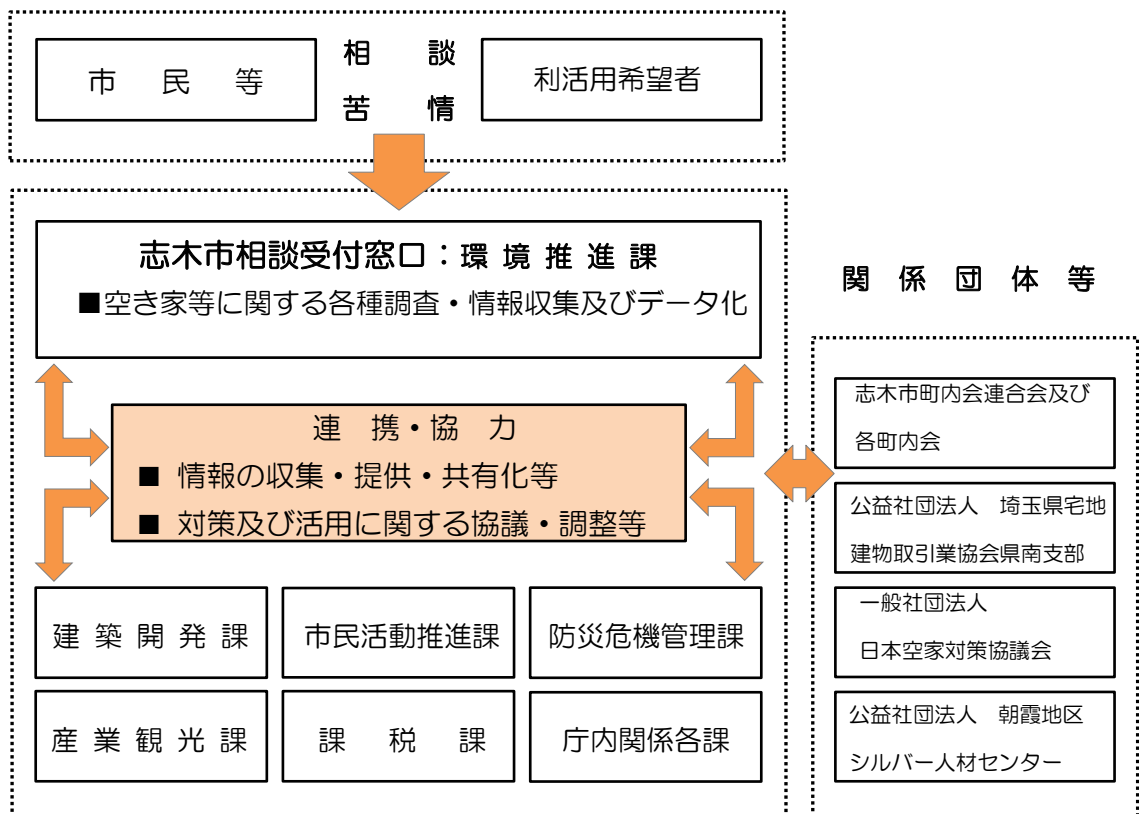 市 民 等
相 談
苦 情
利活用希望者
志木市相談受付窓口：環 境 推 進 課
■空き家等に関する各種調査・情報収集及びデータ化
連 携・協 力
■ 情報の収集・提供・共有化等
■ 対策及び活用に関する協議・調整等
建 築 開 発 課
市民活動推進課
防災危機管理課
産 業 観 光 課
課 税 課
庁内関係各課
関 係 団 体 等
志木市町内会連合会及び
各町内会
公益社団法人 埼玉県宅地
建物取引業協会県南支部
一般社団法人
日本空家対策協議会
公益社団法人 朝霞地区
シルバー人材センター